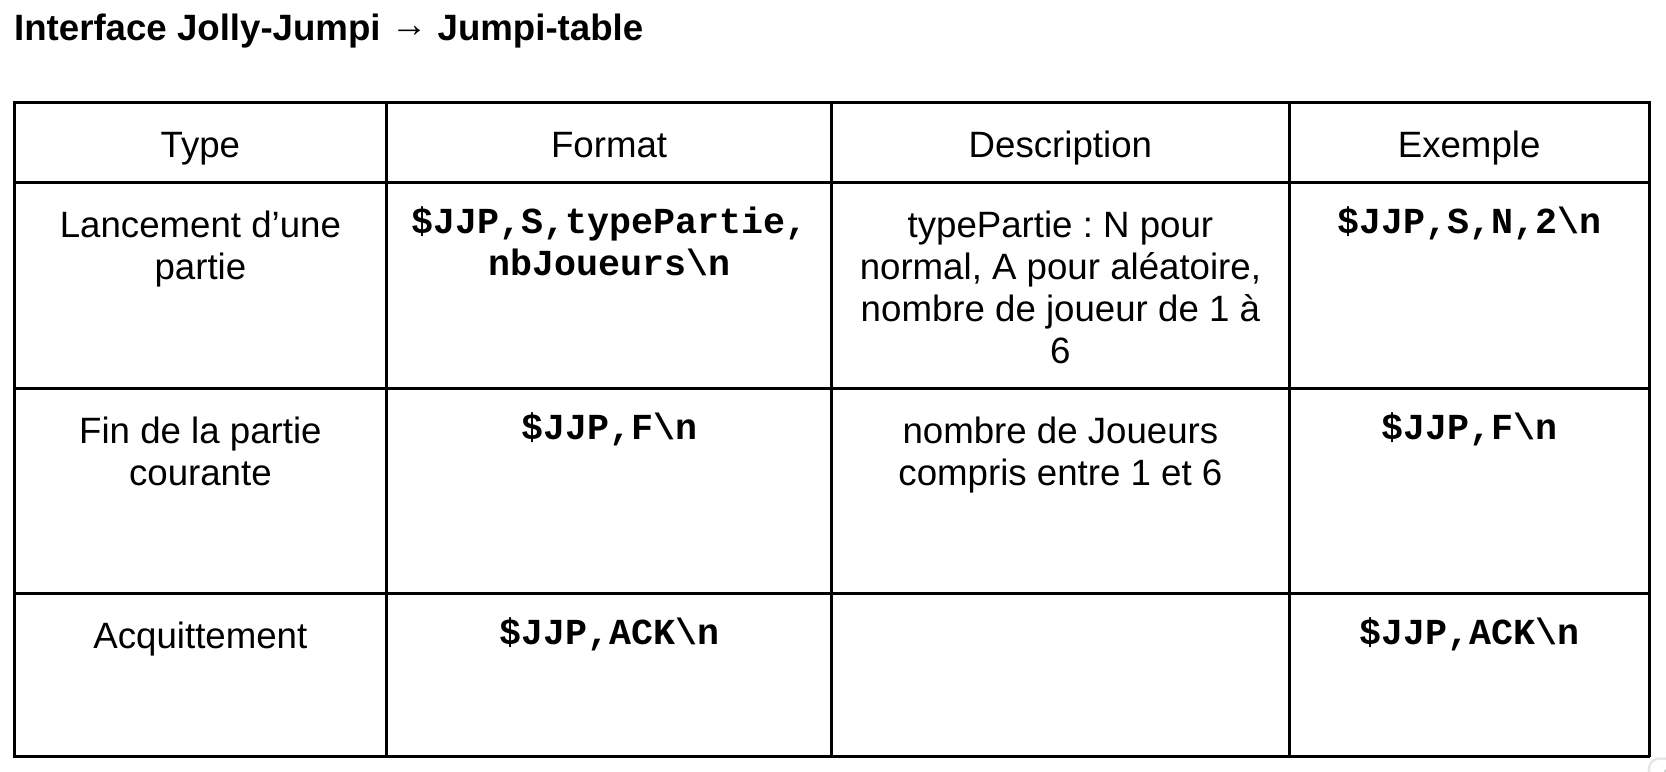 Interface Jolly-Jumpi → Jumpi-table
Type
Format
Description
Exemple
Lancement d’une
partie
$JJP,S,typePartie,
nbJoueurs\n
typePartie : N pour
normal, A pour aléatoire,
nombre de joueur de 1 à
6
$JJP,S,N,2\n
Fin de la partie
courante
$JJP,F\n
nombre de Joueurs
compris entre 1 et 6
$JJP,F\n
Acquittement
$JJP,ACK\n
$JJP,ACK\n